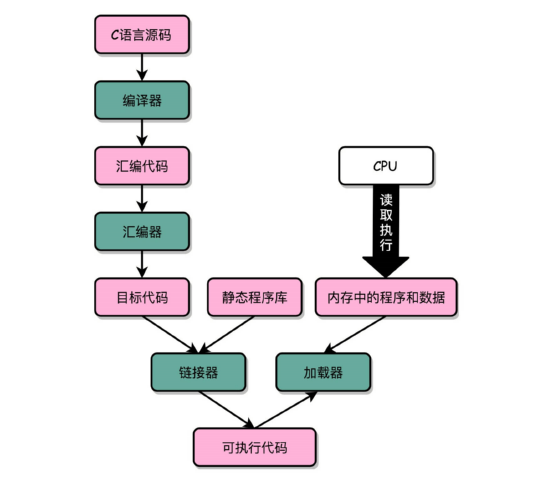 C语言源码
编译器
汇编代码
CPU
读取执行
汇编器
目标代码
静态程序库
内存中的程序和数据
链接器
加载器
可执行代码